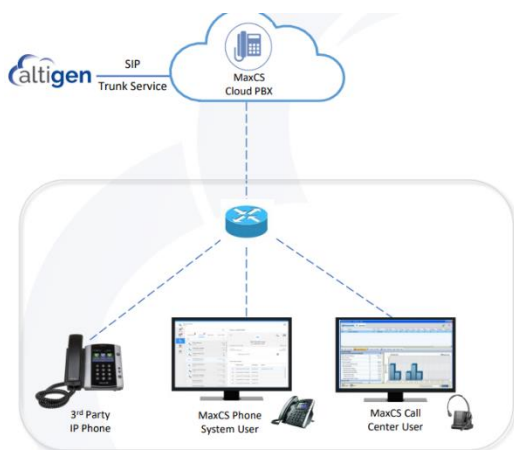 altigen
SIP
Trunk Service
MaxCS
Cloud PBX
3rd Party
IP Phone
MaxCS Phone
System User
MaxCS Call
Center User